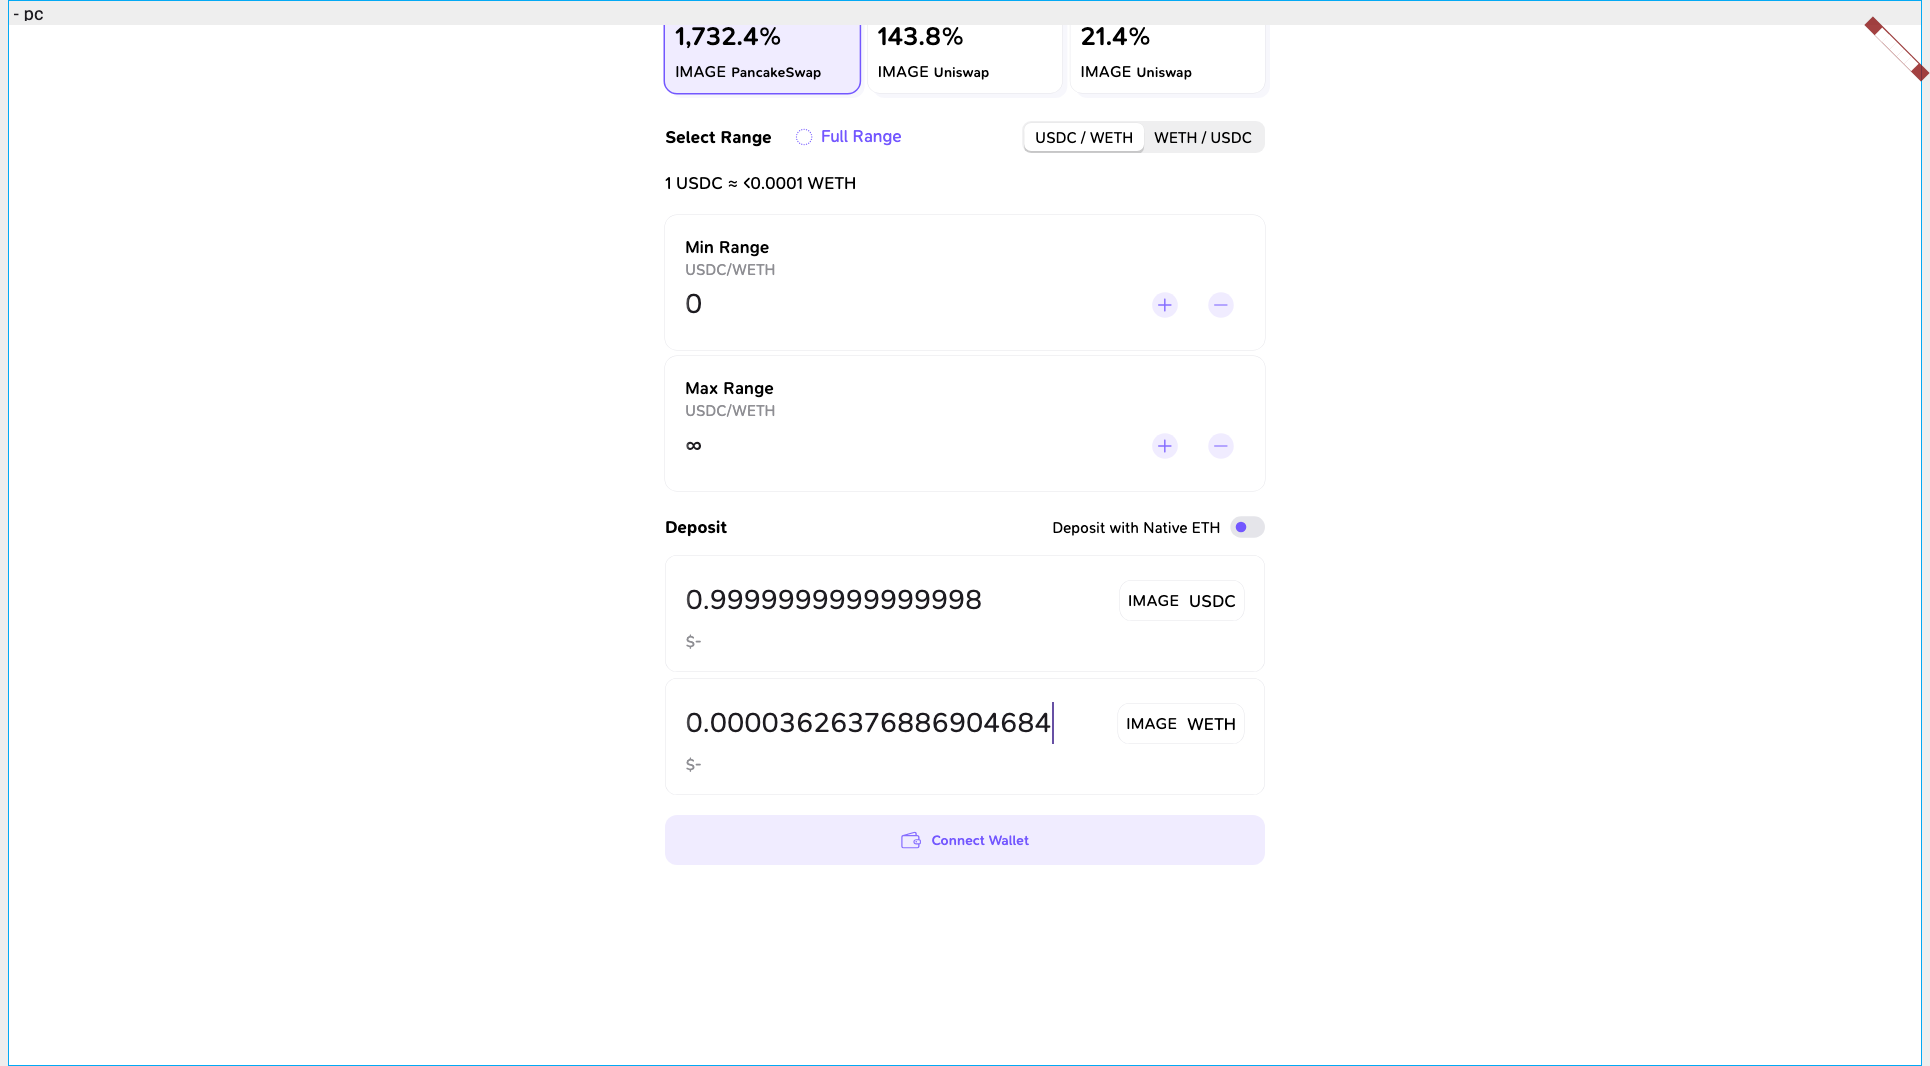 - pc
1,732.4%
IMAGE PancakeSwap
143.8%
IMAGE Uniswap
21.4%
IMAGE Uniswap
Select Range
Full Range
USDC / WETH
WETH / USDC
1 USDC ≈ <0.0001 WETH
Min Range
USDC/WETH
0
Max Range
USDC/WETH
∞
Deposit
Deposit with Native ETH
0.9999999999999998
IMAGE USDC
$-
0.00003626376886904684
IMAGE WETH
$-
Connect Wallet